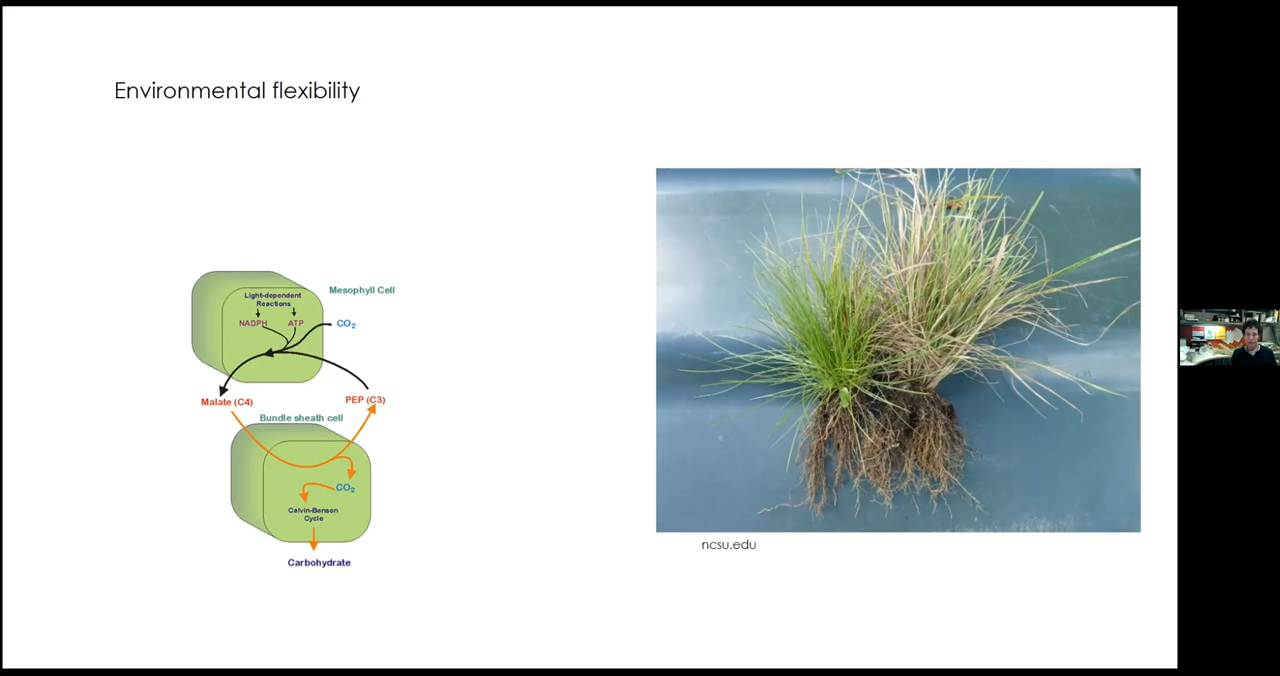 Environmental flexibility
Light-dependent
Reactions
Mesophyll Cell
NADPH
ATP
CO2
Malate (C4)
PEP (C3)
Bundle sheath cell
CO2
Calvin-Benson
Cycle
Carbohydrate
ncsu.edu